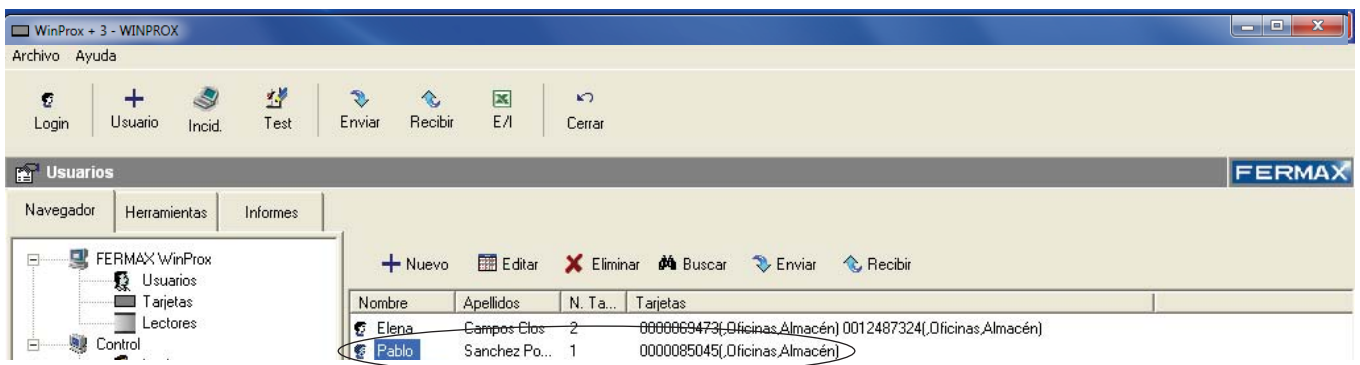 WinProx + 3 - WINPROX
Archivo Ayuda
Login Usuario Incid. Test Enviar Recibir E/I Cerrar
Usuarios FERMAX
Navegador Herramientas Informes
FERMAX WinProx
Usuarios
Tarjetas
Lectores
Control
Nuevo Editar Eliminar Buscar Enviar Recibir
Nombre Apellidos N. Ta... Tarjetas
Elena Campos Clos 2 0000069473(,Oficinas,Almacén) 0012487324(,Oficinas,Almacén)
Pablo Sanchez Po... 1 0000085045(,Oficinas,Almacén)